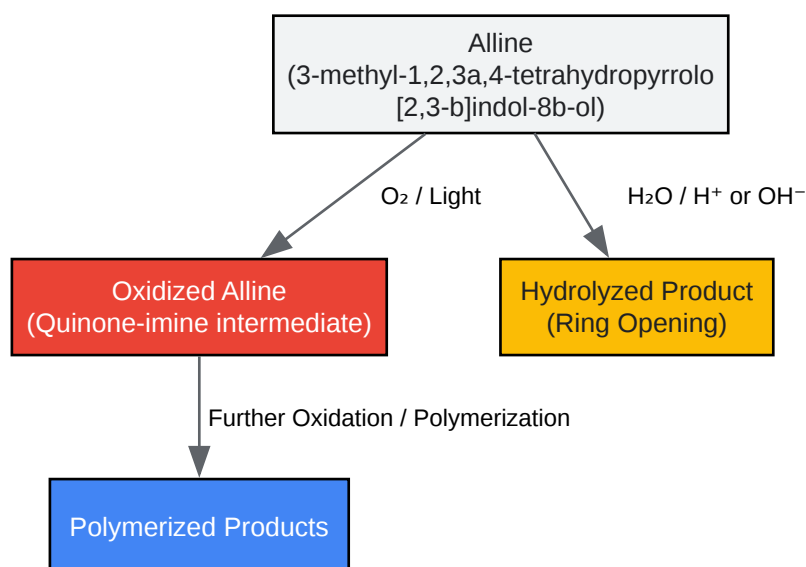 Alline
(3-methyl-1,2,3a,4-tetrahydropyrrolo
[2,3-b]indol-8b-ol)
O₂ / Light
H₂O / H⁺ or OH⁻
Oxidized Alline
(Quinone-imine intermediate)
Hydrolyzed Product
(Ring Opening)
Further Oxidation / Polymerization
Polymerized Products